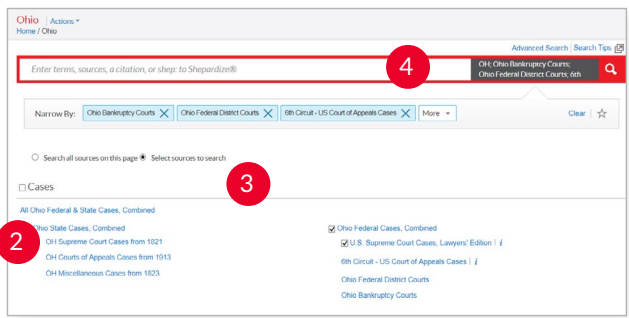 Ohio | Actions
Home / Ohio
Advanced Search | Search Tips
Enter terms, sources, a citation, or shep: to Shepardize®
4
OH; Ohio Bankruptcy Courts;
Ohio Federal District Courts; 6th
Narrow By: Ohio Bankruptcy Courts X Ohio Federal District Courts X 6th Circuit - US Court of Appeals Cases X More Clear
Search all sources on this page Select sources to search
3
Cases
All Ohio Federal & State Cases, Combined
2
Ohio State Cases, Combined
OH Supreme Court Cases from 1821
OH Courts of Appeals Cases from 1913
OH Miscellaneous Cases from 1823
Ohio Federal Cases, Combined
U.S. Supreme Court Cases, Lawyers' Edition | i
6th Circuit - US Court of Appeals Cases | i
Ohio Federal District Courts
Ohio Bankruptcy Courts